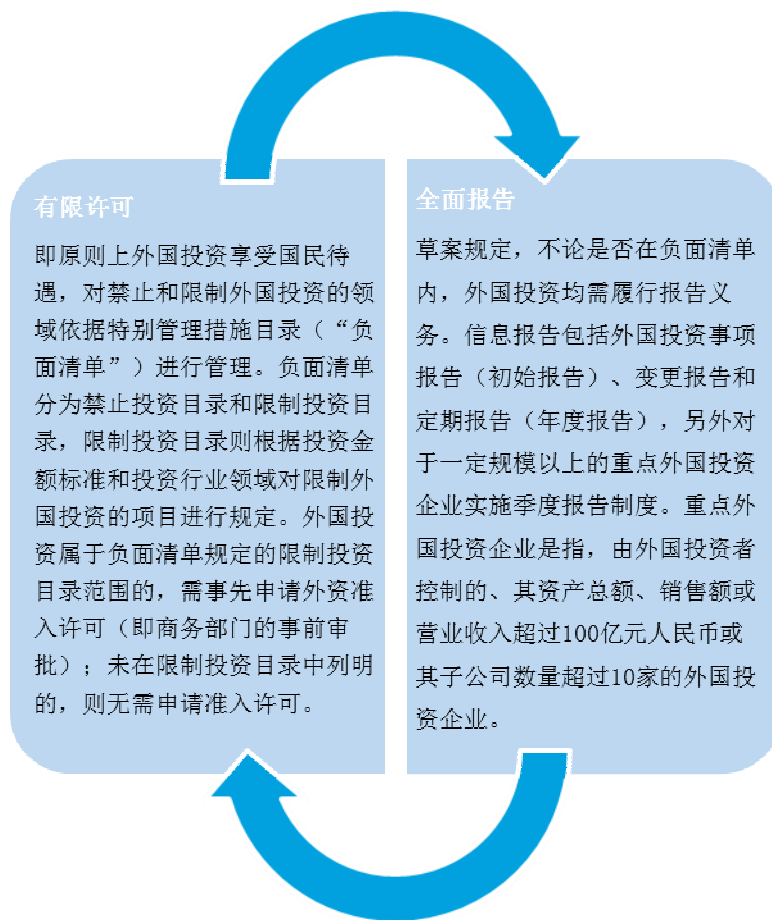 有限许可
即原则上外国投资享受国民待
遇，对禁止和限制外国投资的领
域依据特别管理措施目录（“负
面清单”）进行管理。负面清单
分为禁止投资目录和限制投资目
录，限制投资目录则根据投资金
额标准和投资行业领域对限制外
国投资的项目进行规定。外国投
资属于负面清单规定的限制投资
目录范围的，需事先申请外资准
入许可（即商务部门的事前审
批）；未在限制投资目录中列明
的，则无需申请准入许可。
全面报告
草案规定，不论是否在负面清单
内，外国投资均需履行报告义
务。信息报告包括外国投资事项
报告（初始报告）、变更报告和
定期报告（年度报告），另外对
于一定规模以上的重点外国投资
企业实施季度报告制度。重点外
国投资企业是指，由外国投资者
控制的、其资产总额、销售额或
营业收入超过100亿元人民币或
其子公司数量超过10家的外国投
资企业。